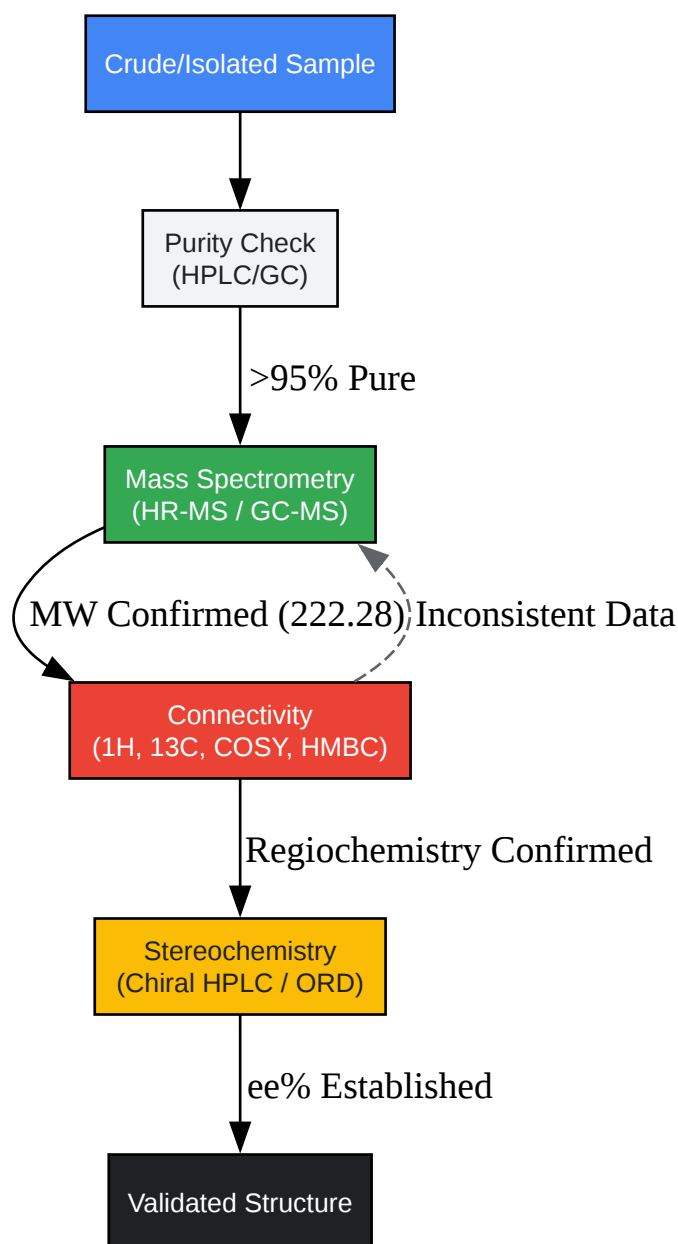 Crude/Isolated Sample
Purity Check
(HPLC/GC)
>95% Pure
Mass Spectrometry
(HR-MS / GC-MS)
MW Confirmed (222.28)
Inconsistent Data
Connectivity
(1H, 13C, COSY, HMBC)
Regiochemistry Confirmed
Stereochemistry
(Chiral HPLC / ORD)
ee% Established
Validated Structure